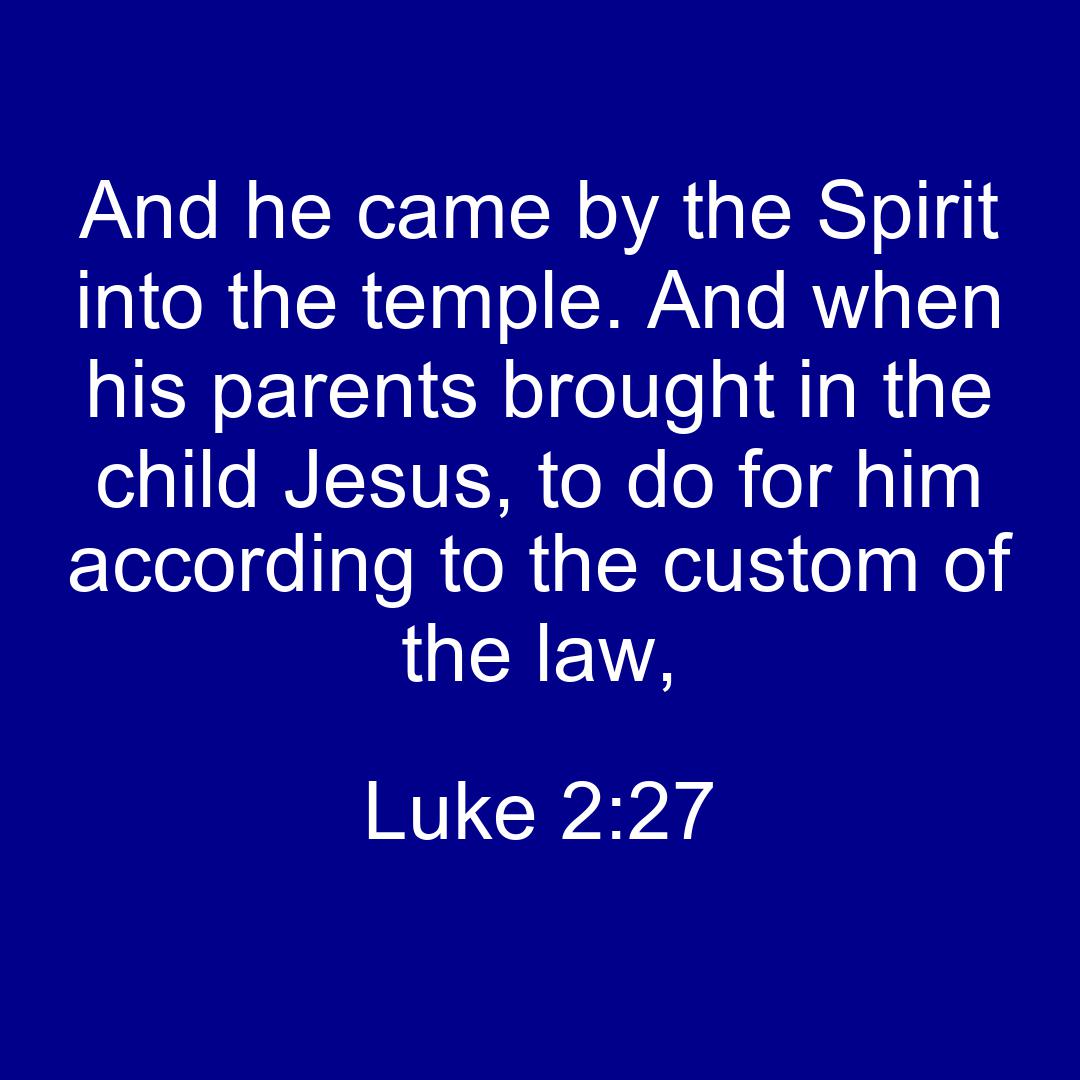 And he came by the Spirit
into the temple. And when
his parents brought in the
child Jesus, to do for him
according to the custom of
the law,
Luke 2:27